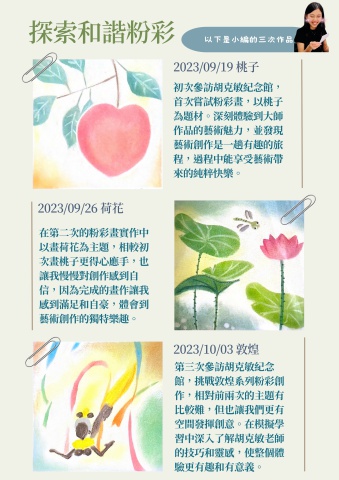 探索和諧粉彩
以下是小編的三次作品
2023/09/19 桃子
初次參訪胡克敏紀念館，
首次嘗試粉彩畫，以桃子
為題材。深刻體驗到大師
作品的藝術魅力，並發現
藝術創作是一趟有趣的旅
程，過程中能享受藝術帶
來的純粹快樂。
2023/09/26 荷花
在第二次的粉彩畫實作中
以畫荷花為主題，相較初
次畫桃子更得心應手，也
讓我慢慢對創作感到自
信，因為完成的畫作讓我
感到滿足和自豪，體會到
藝術創作的獨特樂趣。
2023/10/03 敦煌
第三次參訪胡克敏紀念
館，挑戰敦煌系列粉彩創
作，相對前兩次的主題有
比較難，但也讓我們更有
空間發揮創意。在模擬學
習中深入了解胡克敏老師
的技巧和靈感，使整個體
驗更有趣和有意義。